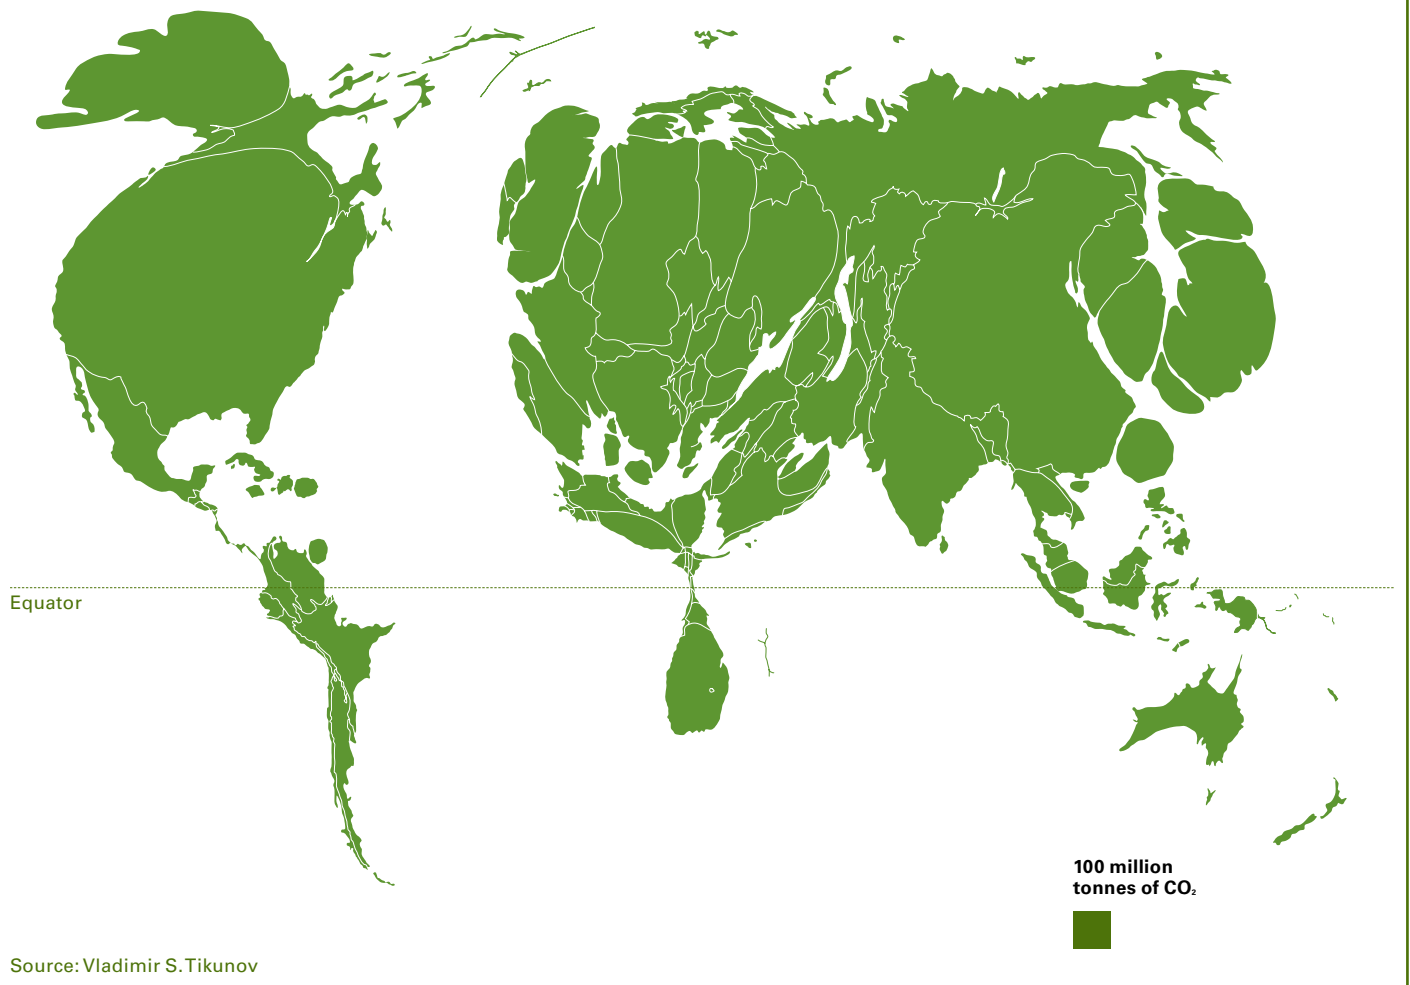 Equator
100 million
tonnes of CO₂
Source: Vladimir S. Tikunov